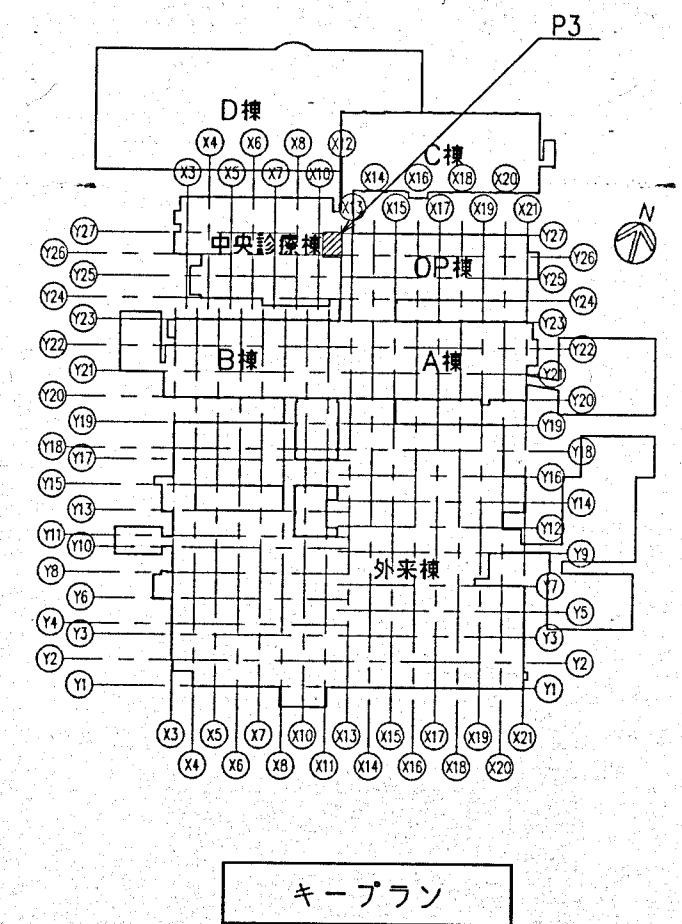 P3
D棟
X4 X6 X8 X12
C棟
X3 X5 X7 X10
X14 X16 X18 X20
X13 X15 X17 X19 X21
N
Y27 中央診療棟 Y27
Y26 OP棟 Y26
Y25 Y25
Y24 Y24
Y23 Y23
Y22 B棟 A棟 Y22
Y21 Y21
Y20 Y20
Y19 Y19
Y18 Y18
Y17
Y15 Y16
Y13 Y14
Y11 Y12
Y10 Y9
Y8 外来棟 Y7
Y6 Y5
Y4
Y3 Y3
Y2 Y2
Y1 Y1
X3 X5 X7 X10 X13 X15 X17 X19 X21
X4 X6 X8 X11 X14 X16 X18 X20
キープラン